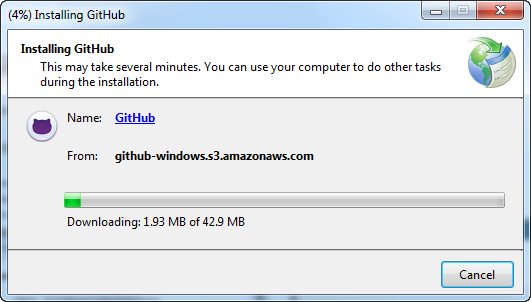 (4%) Installing GitHub
Installing GitHub
This may take several minutes. You can use your computer to do other tasks
during the installation.
Name: GitHub
From: github-windows.s3.amazonaws.com
Downloading: 1.93 MB of 42.9 MB
Cancel